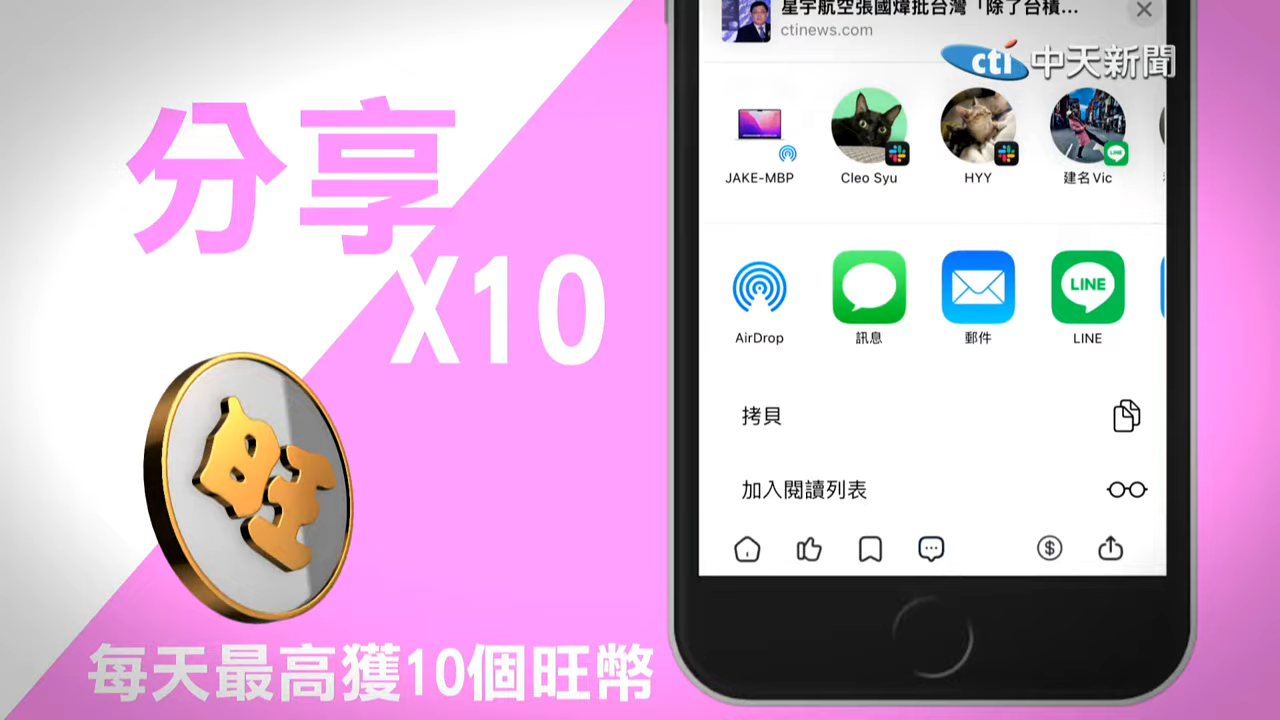 星宇航空張國煒批台灣「除了台積...
ctinews.com
cti 中天新聞
分享
X10
JAKE-MBP
Cleo Syu
HYY
建名 Vic
LINE
AirDrop
訊息
郵件
LINE
拷貝
加入閱讀列表
旺
每天最高獲10個旺幣